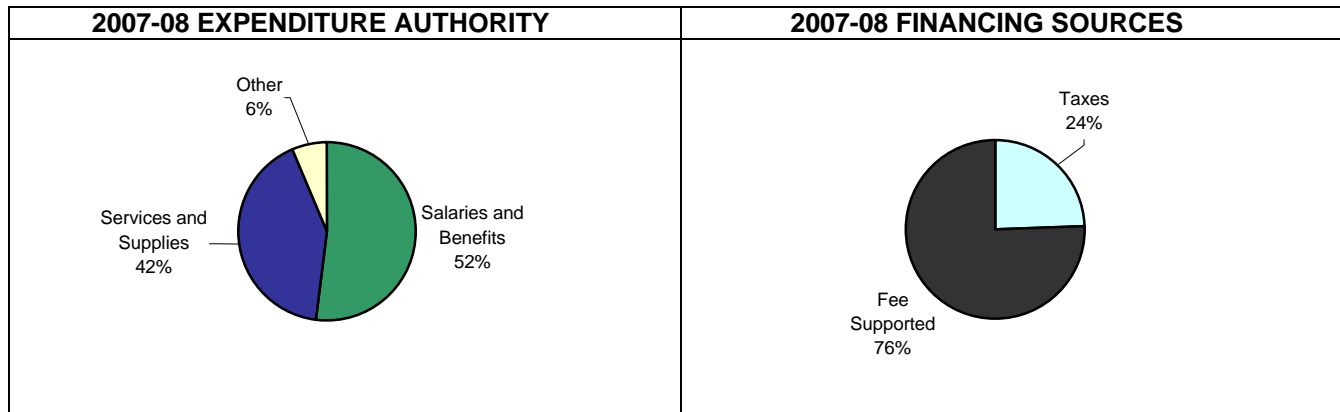 2007-08 EXPENDITURE AUTHORITY
Other
6%
Services and
Supplies
42%
Salaries and
Benefits
52%
2007-08 FINANCING SOURCES
Taxes
24%
Fee
Supported
76%